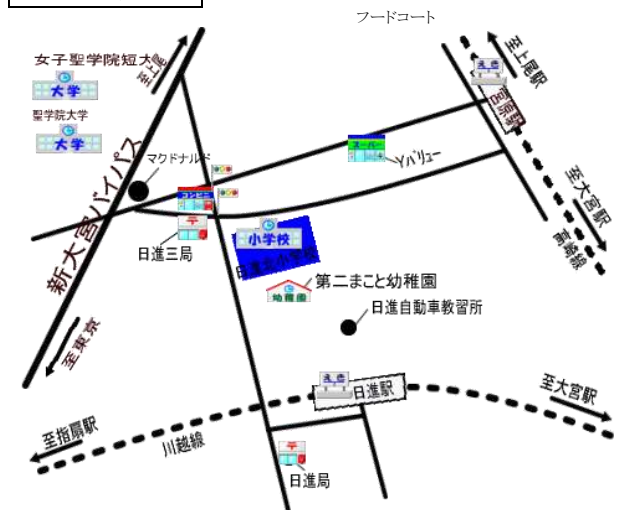 フードコート
女子聖学院短大
大学
聖学院大学
大学
至上尾
至上尾駅
えき
宮原駅
新大宮バイパス
マクドナルド
スーパー
Yバリュー
コンビニ
日進三局
小学校
日進北小学校
至大宮駅
高崎線
第二まこと幼稚園
幼稚園
日進自動車教習所
至東京
えき
日進駅
至大宮駅
至指扇駅
川越線
日進局